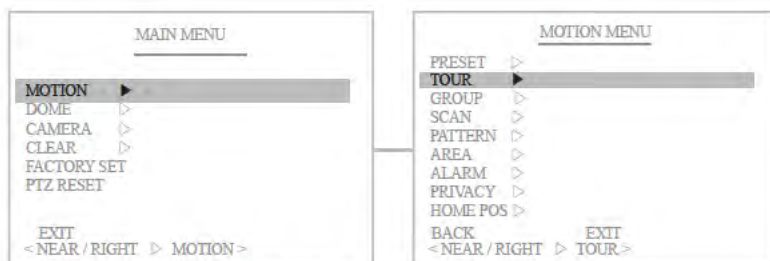 MAIN MENU
MOTION ▶
DOME ▷
CAMERA ▷
CLEAR ▷
FACTORY SET
PTZ RESET
EXIT
< NEAR / RIGHT ▷ MOTION >
MOTION MENU
PRESET ▷
TOUR ▶
GROUP ▷
SCAN ▷
PATTERN ▷
AREA ▷
ALARM ▷
PRIVACY ▷
HOME POS ▷
BACK EXIT
< NEAR / RIGHT ▷ TOUR >